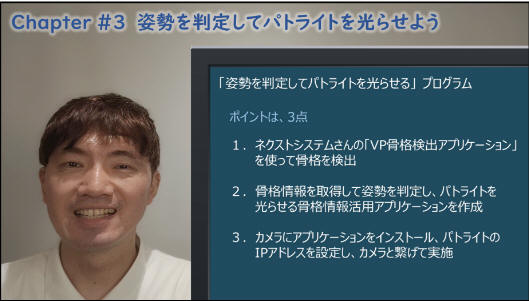 Chapter #3 姿勢を判定してパトライトを光らせよう
「姿勢を判定してパトライトを光らせる」プログラム
ポイントは、3点
１．ネクストシステムさんの「VP骨格検出アプリケーション」
を使って骨格を検出
２．骨格情報を取得して姿勢を判定し、パトライトを
光らせる骨格情報活用アプリケーションを作成
３．カメラにアプリケーションをインストール、パトライトの
IPアドレスを設定し、カメラと繋げて実施